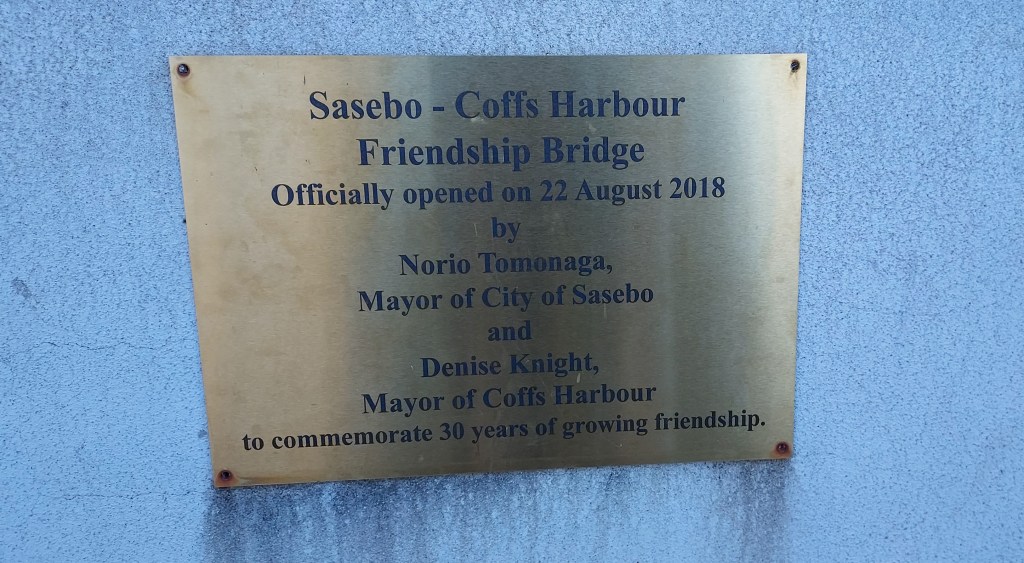 Sasebo - Coffs Harbour
Friendship Bridge
Officially opened on 22 August 2018
by
Norio Tomonaga,
Mayor of City of Sasebo
and
Denise Knight,
Mayor of Coffs Harbour
to commemorate 30 years of growing friendship.